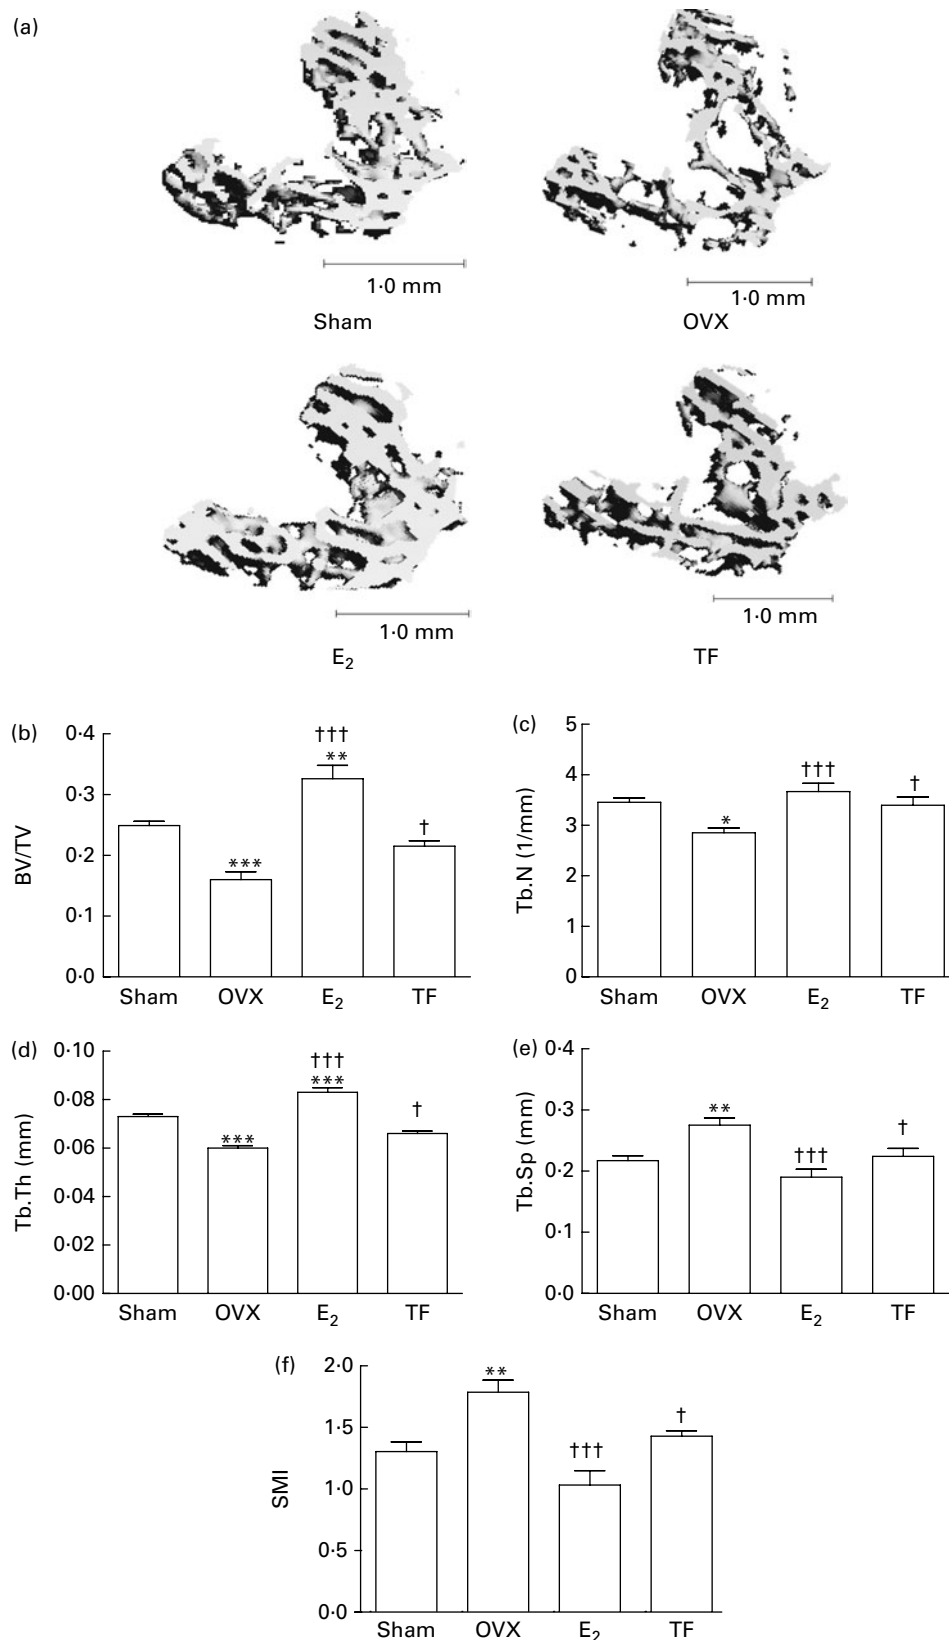 (a)
1·0 mm
1·0 mm
Sham
OVX
1·0 mm
1·0 mm
E₂
TF
(b)
BV/TV
0·4
0·3
0·2
0·1
0·0
***
†††
**
†
Sham OVX E₂ TF
(c)
Tb.N (1/mm)
5
4
3
2
1
0
*
†††
†
Sham OVX E₂ TF
(d)
Tb.Th (mm)
0·10
0·08
0·06
0·04
0·02
0·00
***
†††
***
†
Sham OVX E₂ TF
(e)
Tb.Sp (mm)
0·4
0·3
0·2
0·1
0·0
**
†††
†
Sham OVX E₂ TF
(f)
SMI
2·0
1·5
1·0
0·5
0·0
**
†††
†
Sham OVX E₂ TF